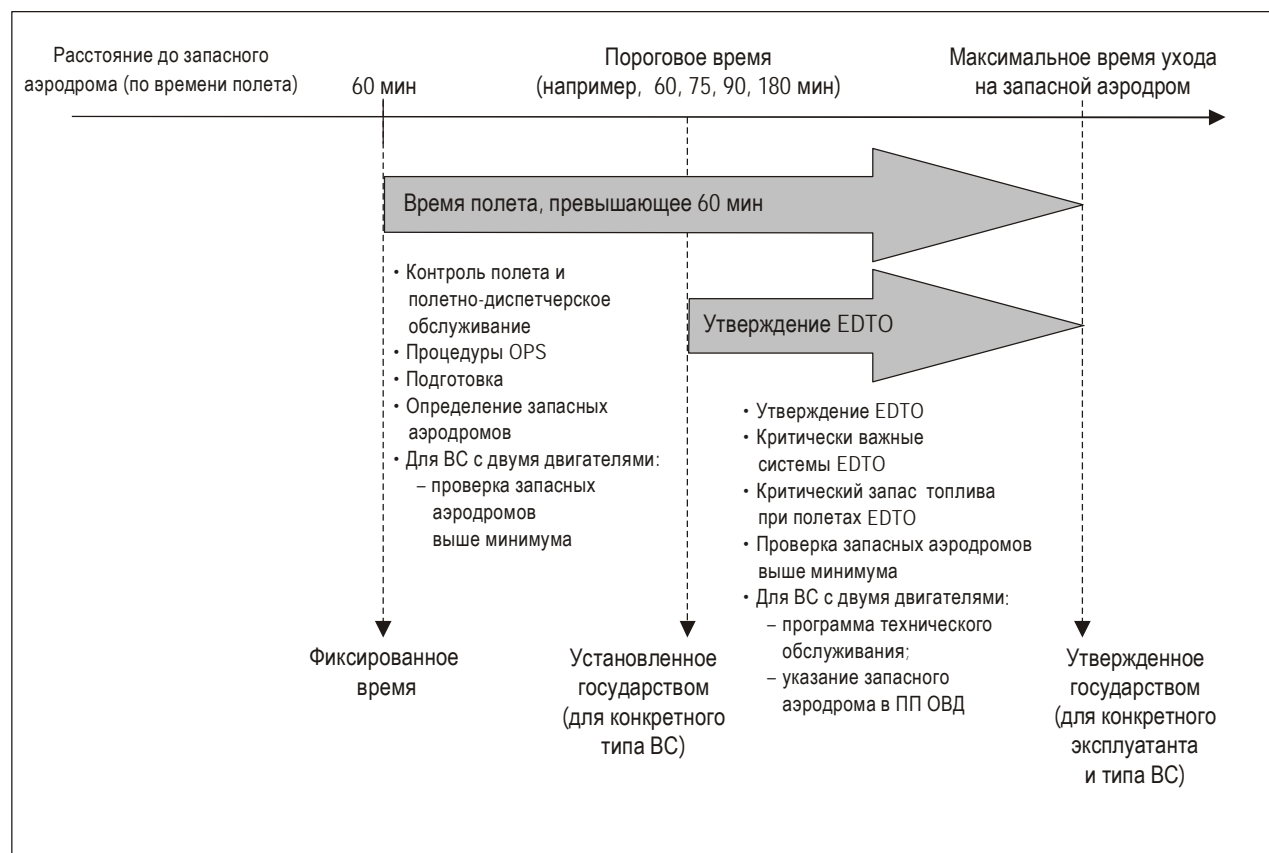 Расстояние до запасного
аэродрома (по времени полета)
60 мин
Пороговое время
(например, 60, 75, 90, 180 мин)
Максимальное время ухода
на запасной аэродром
Время полета, превышающее 60 мин
• Контроль полета и
полетно-диспетчерское
обслуживание
• Процедуры OPS
• Подготовка
• Определение запасных
аэродромов
• Для ВС с двумя двигателями:
– проверка запасных
аэродромов
выше минимума
Утверждение EDTO
• Утверждение EDTO
• Критически важные
системы EDTO
• Критический запас топлива
при полетах EDTO
• Проверка запасных аэродромов
выше минимума
• Для ВС с двумя двигателями:
– программа технического
обслуживания;
– указание запасного
аэродрома в ПП ОВД
Фиксированное
время
Установленное
государством
(для конкретного
типа ВС)
Утвержденное
государством
(для конкретного
эксплуатанта
и типа ВС)